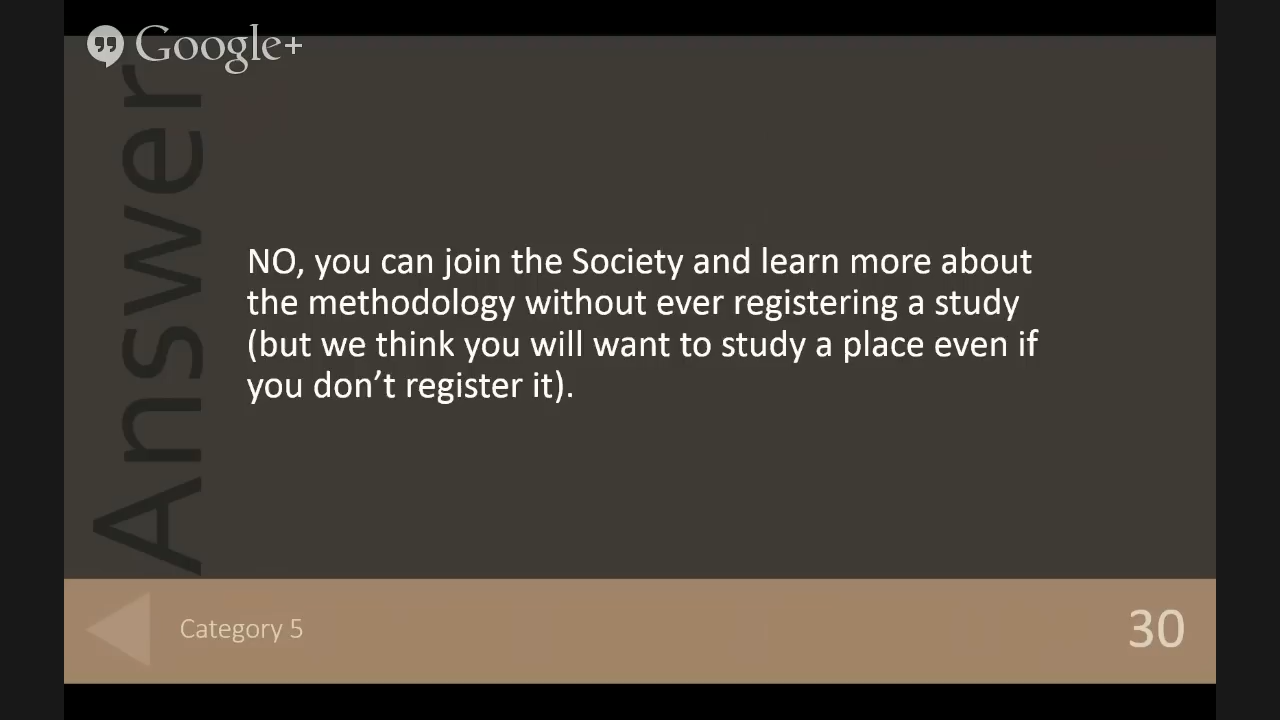 Google+
Answer
NO, you can join the Society and learn more about
the methodology without ever registering a study
(but we think you will want to study a place even if
you don’t register it).
Category 5
30